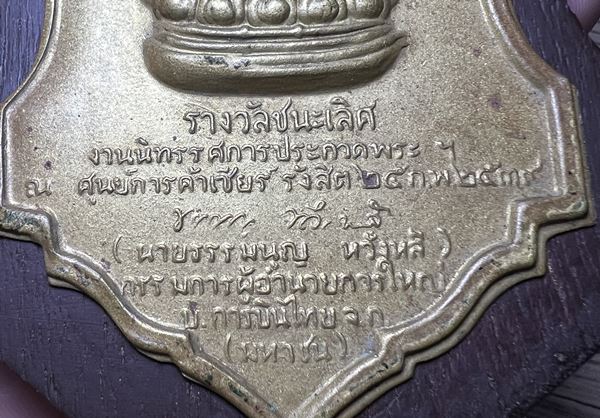 รางวัลชนะเลิศ
งานนิทรรศการประกวดพระ ฯ
ณ ศูนย์การค้าเซียร์ รังสิต ๒๕ ก.พ ๒๕๓๙
(นายธรรมนูญ หวั่งหลี)
กรรมการผู้อำนวยการใหญ่
บ. การบินไทย จ.ก
(มหาชน)